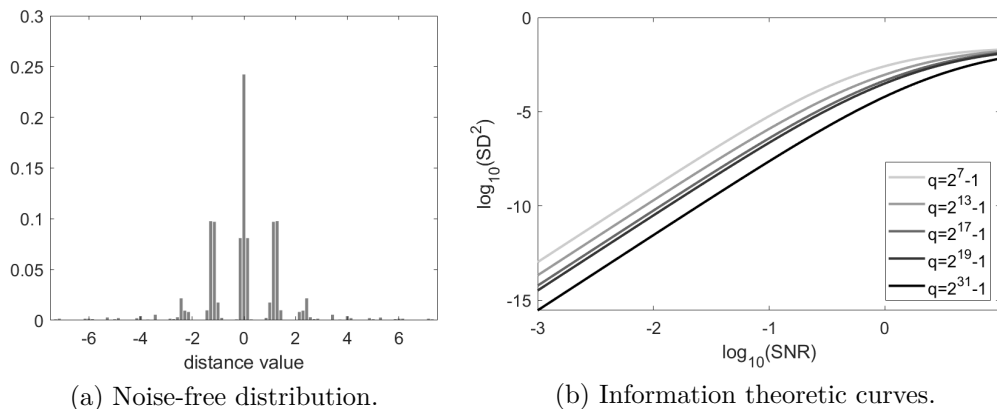 0.3
0.25
0.2
0.15
0.1
0.05
0
-6 -4 -2 0 2 4 6
distance value
(a) Noise-free distribution.
0
-5
-10
-15
log₁₀(SD²)
-3 -2 -1 0
log₁₀(SNR)
q=2⁷-1
q=2¹³-1
q=2¹⁷-1
q=2¹⁹-1
q=2³¹-1
(b) Information theoretic curves.